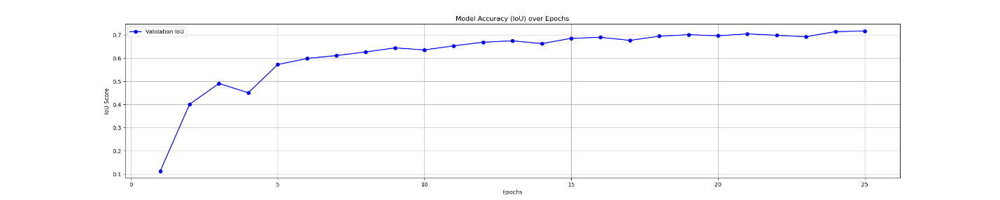 Model Accuracy (IoU) over Epochs
Validation IoU
IoU Score
0.7
0.6
0.5
0.4
0.3
0.2
0.1
0 5 10 15 20 25
Epochs